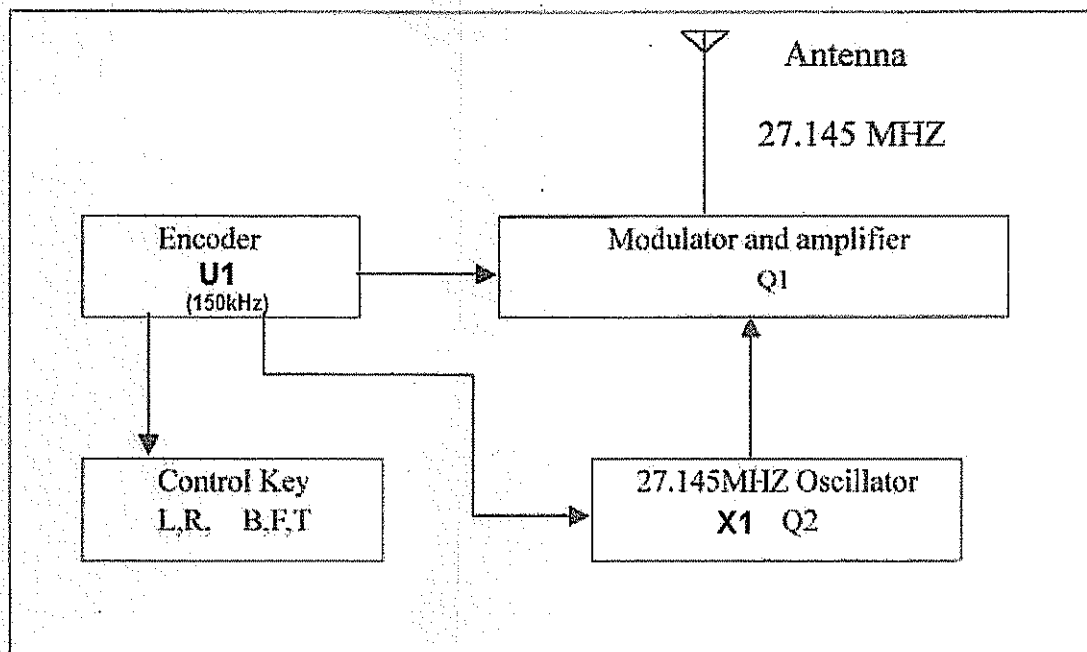 Antenna
27.145 MHZ
Encoder
U1
(150kHz)
Modulator and amplifier
Q1
Control Key
L,R. B,F,T
27.145MHZ Oscillator
X1 Q2